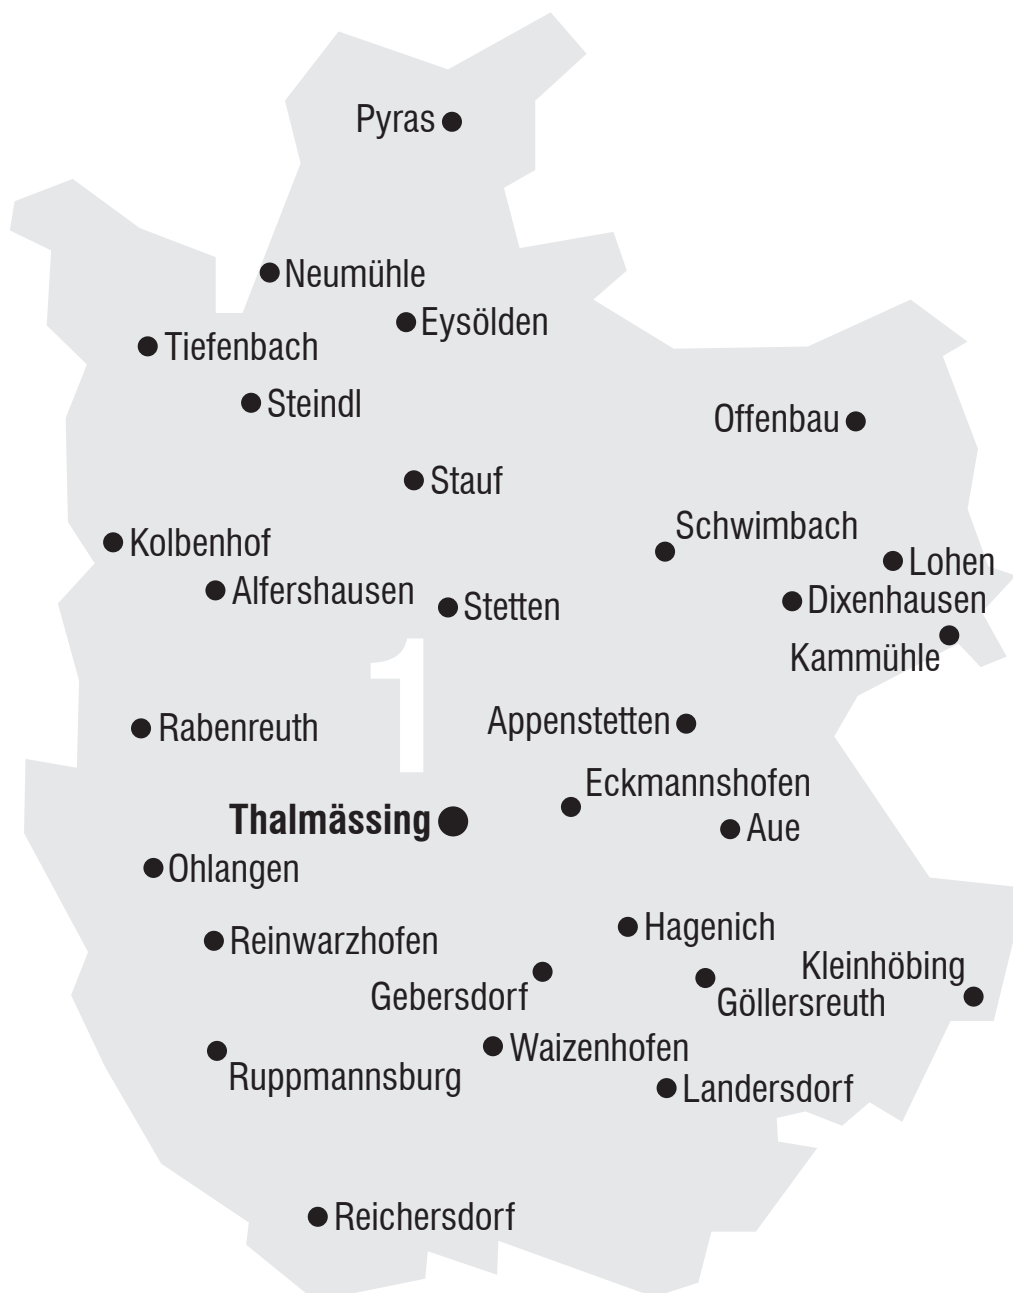 Pyras
Neumühle
Eysölden
Tiefenbach
Steindl
Offenbau
Stauf
Schwimbach
Kolbenhof
Lohen
Alfershausen
Dixenhausen
Stetten
Kammühle
1
Appenstetten
Rabenreuth
Eckmannshofen
Thalmässing
Aue
Ohlangen
Hagenich
Reinwarzhofen
Kleinhöbing
Gebersdorf
Göllersreuth
Waizenhofen
Ruppmannsburg
Landersdorf
Reichersdorf